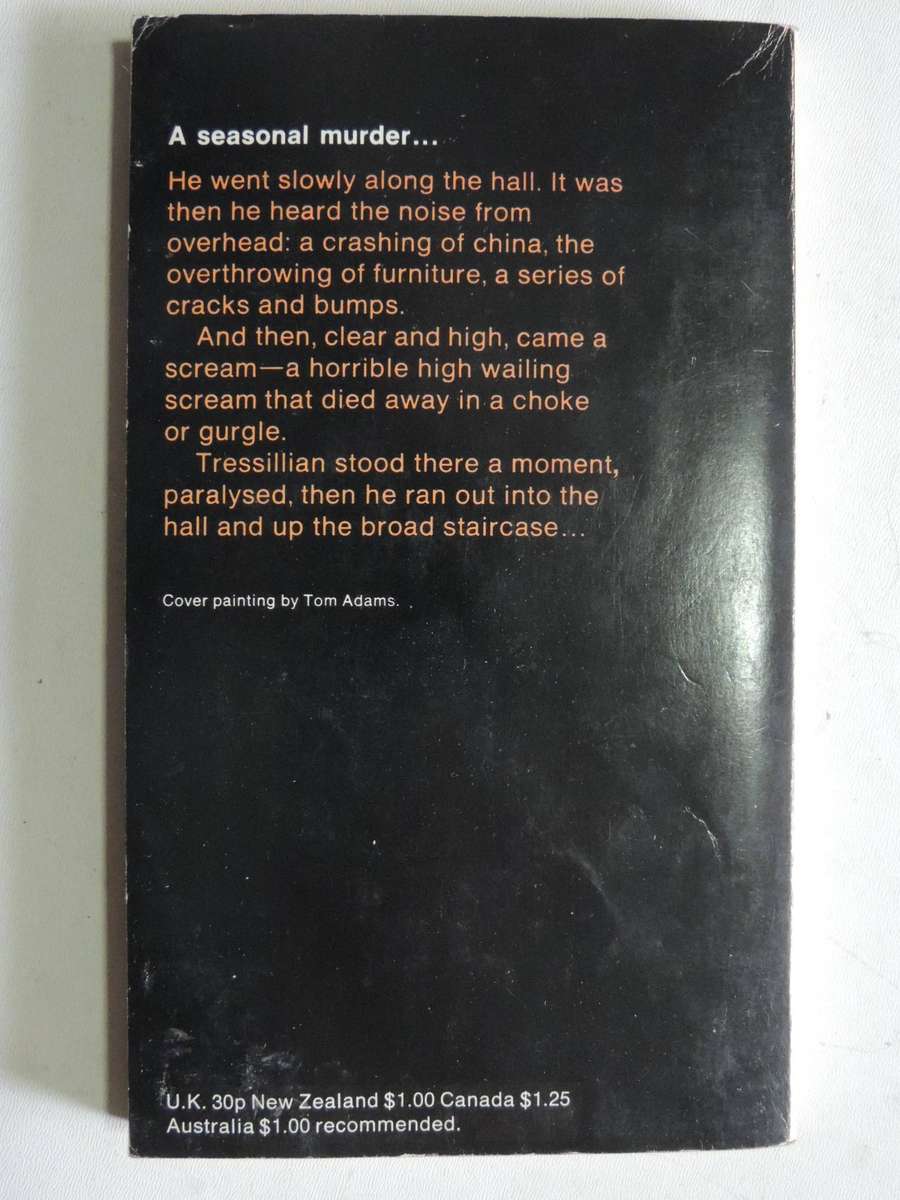 A seasonal murder...
He went slowly along the hall. It was
then he heard the noise from
overhead: a crashing of china, the
overthrowing of furniture, a series of
cracks and bumps.
And then, clear and high, came a
scream—a horrible high wailing
scream that died away in a choke
or gurgle.
Tressillian stood there a moment,
paralysed, then he ran out into the
hall and up the broad staircase...
Cover painting by Tom Adams.
U.K. 30p New Zealand $1.00 Canada $1.25
Australia $1.00 recommended.